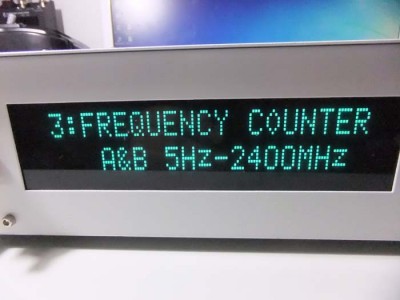 3:FREQUENCY COUNTER
A&B 5Hz-2400MHz